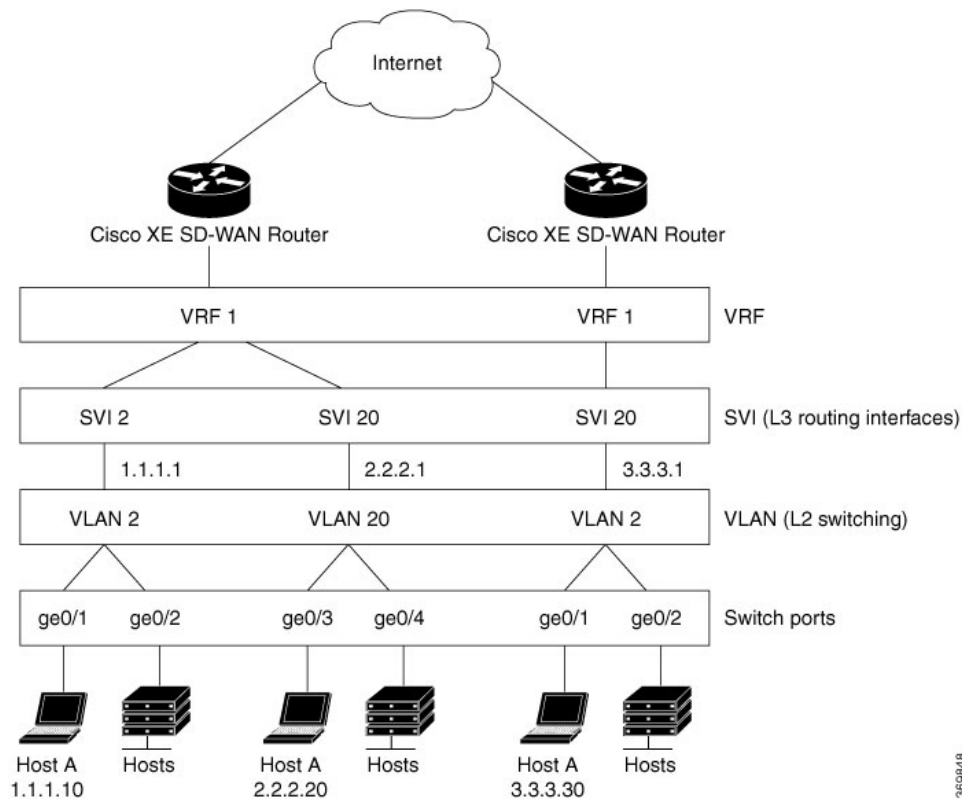 Internet
Cisco XE SD-WAN Router
Cisco XE SD-WAN Router
VRF 1
VRF 1
VRF
SVI 2
SVI 20
SVI 20
SVI (L3 routing interfaces)
1.1.1.1
2.2.2.1
3.3.3.1
VLAN 2
VLAN 20
VLAN 2
VLAN (L2 switching)
ge0/1
ge0/2
ge0/3
ge0/4
ge0/1
ge0/2
Switch ports
Host A
1.1.1.10
Hosts
Host A
2.2.2.20
Hosts
Host A
3.3.3.30
Hosts
369848